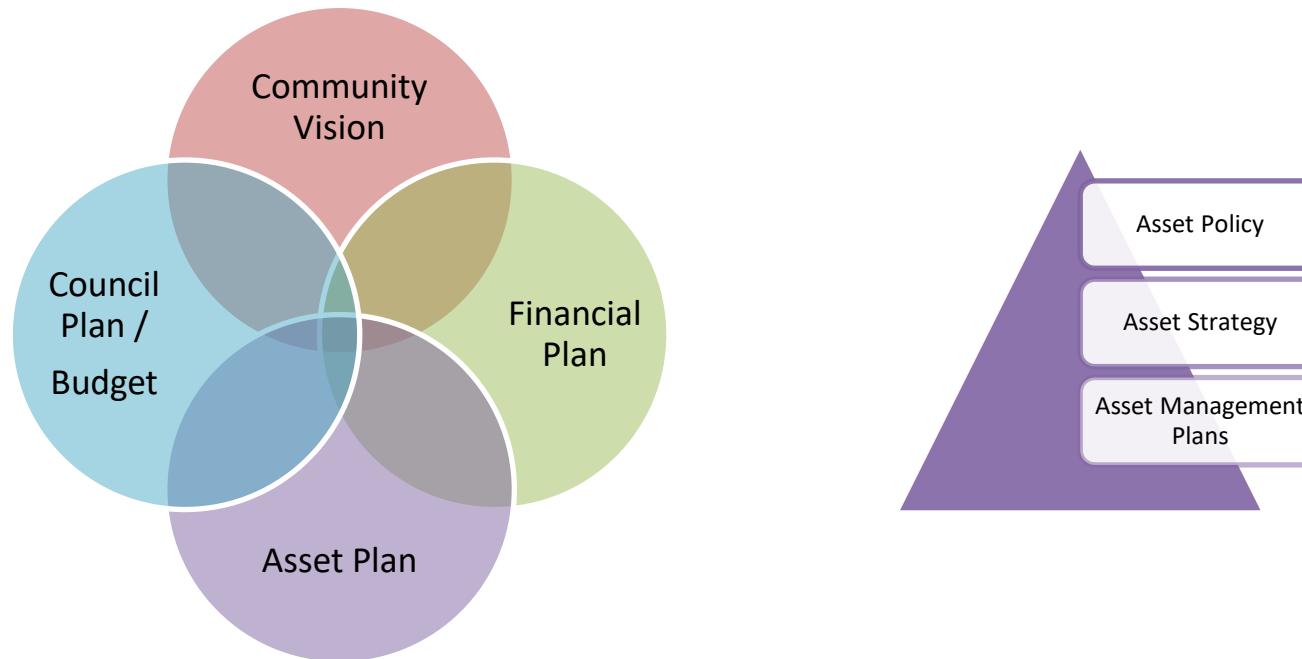 Community
Vision
Council
Plan /
Budget
Financial
Plan
Asset Plan
Asset Policy
Asset Strategy
Asset Management
Plans